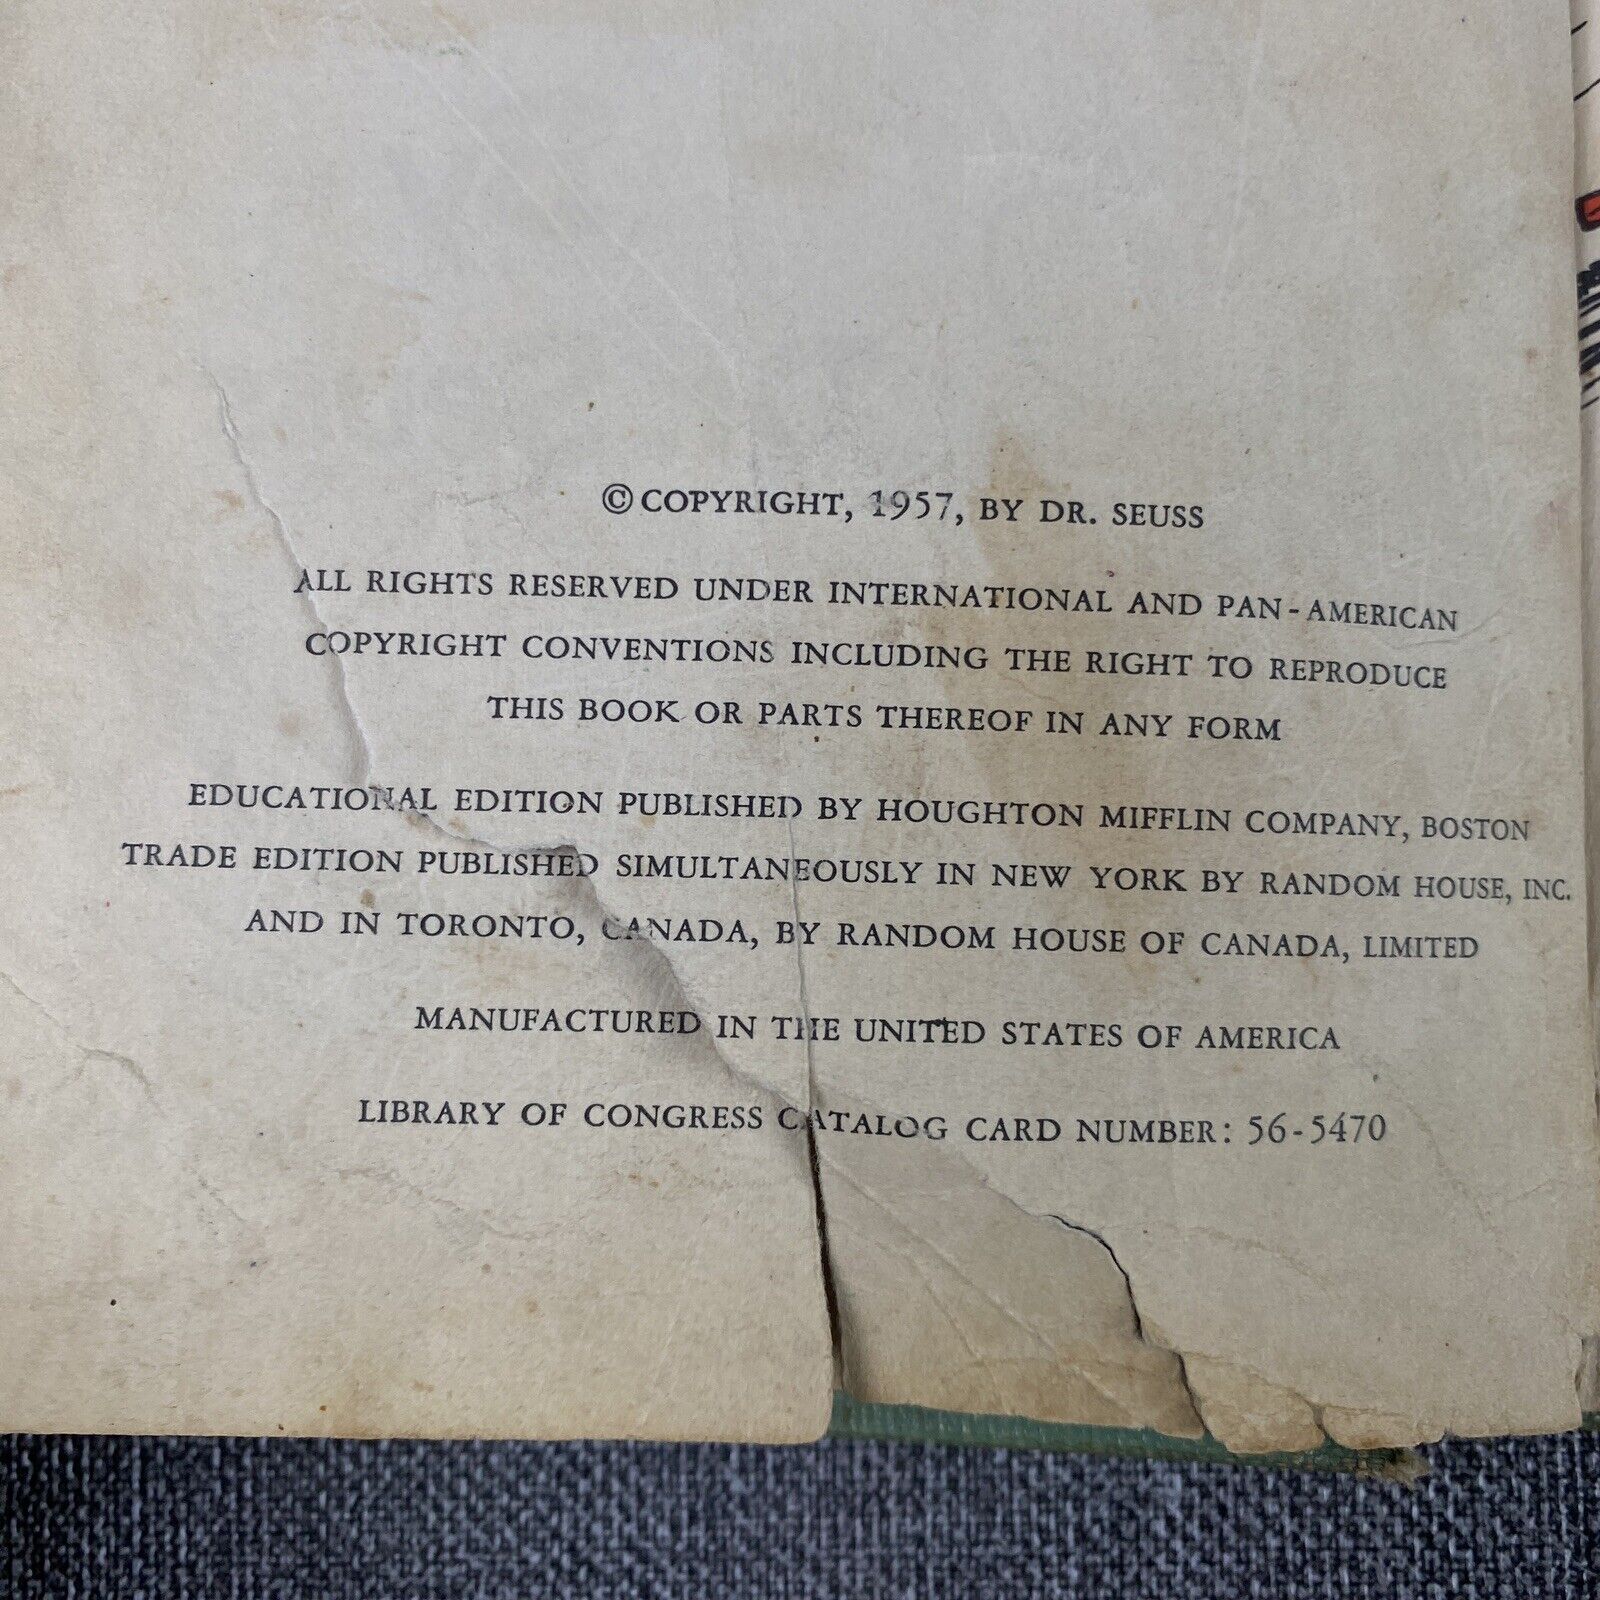 © COPYRIGHT, 1957, BY DR. SEUSS
ALL RIGHTS RESERVED UNDER INTERNATIONAL AND PAN-AMERICAN
COPYRIGHT CONVENTIONS INCLUDING THE RIGHT TO REPRODUCE
THIS BOOK OR PARTS THEREOF IN ANY FORM
EDUCATIONAL EDITION PUBLISHED BY HOUGHTON MIFFLIN COMPANY, BOSTON
TRADE EDITION PUBLISHED SIMULTANEOUSLY IN NEW YORK BY RANDOM HOUSE, INC.
AND IN TORONTO, CANADA, BY RANDOM HOUSE OF CANADA, LIMITED
MANUFACTURED IN THE UNITED STATES OF AMERICA
LIBRARY OF CONGRESS CATALOG CARD NUMBER: 56-5470